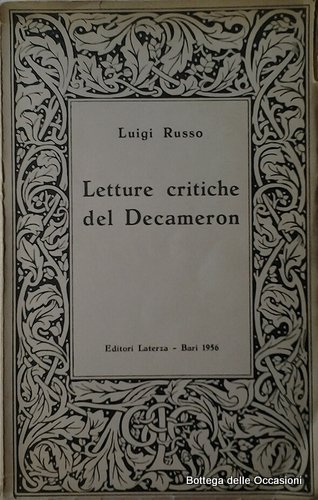 Luigi Russo
Letture critiche
del Decameron
Editori Laterza - Bari 1956
Bottega delle Occasioni